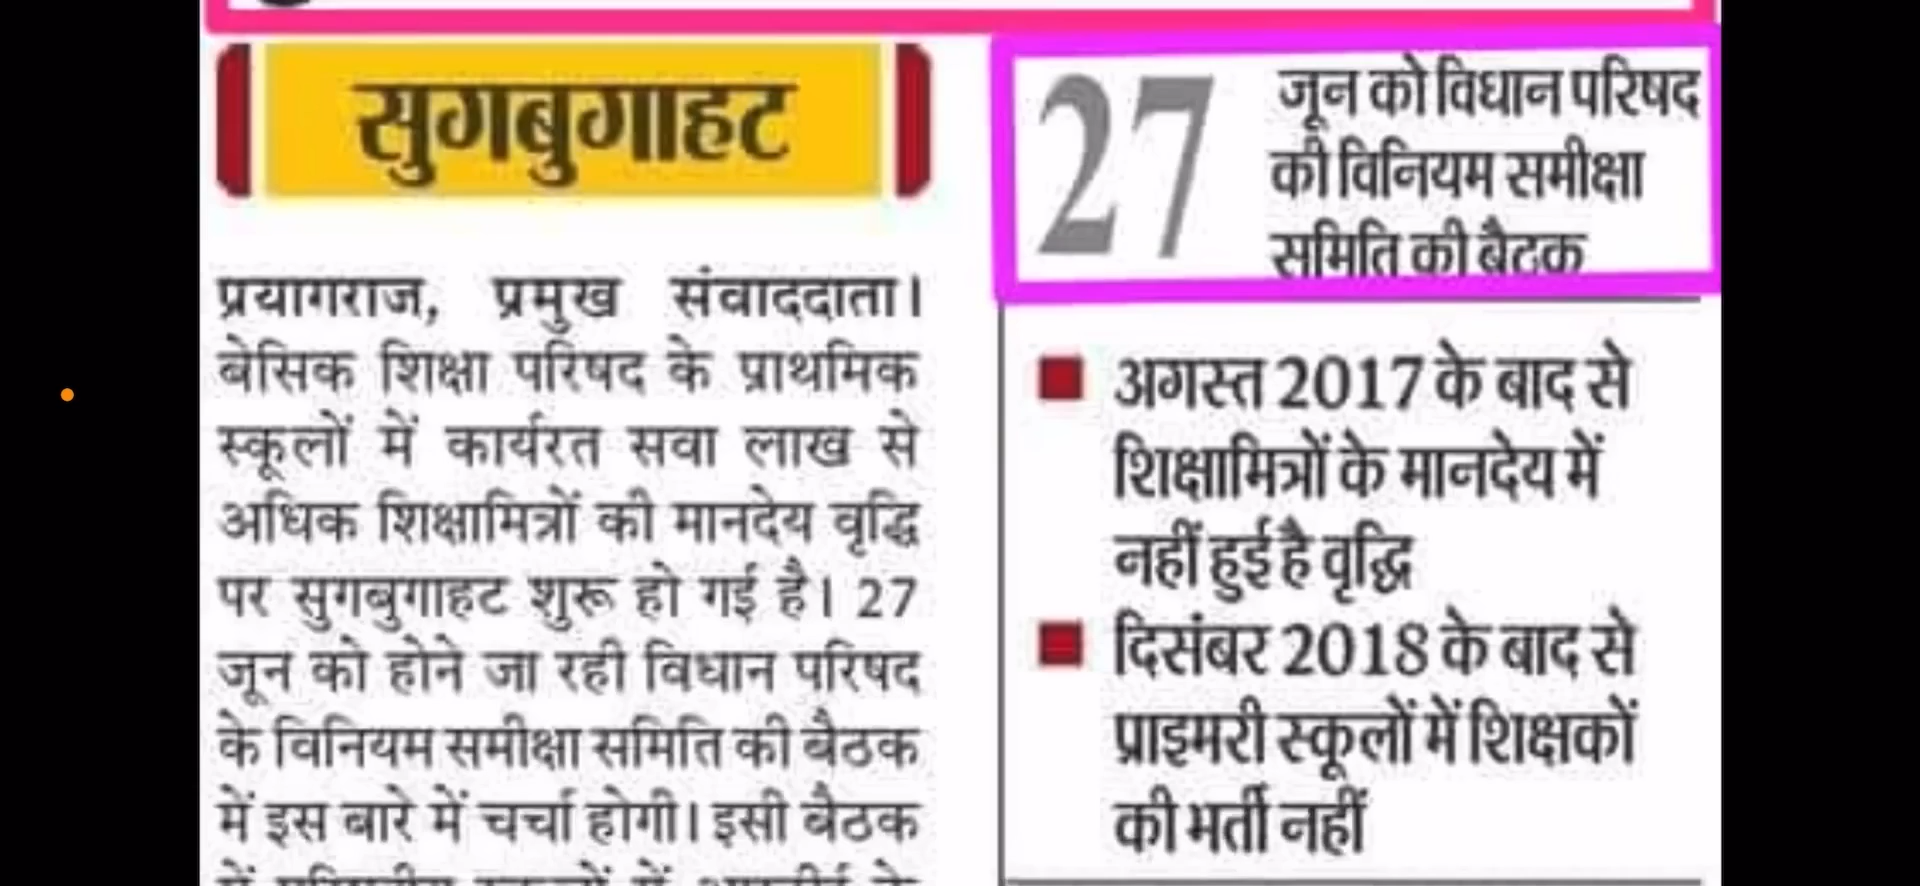 सुगबुगाहट
प्रयागराज, प्रमुख संवाददाता।
बेसिक शिक्षा परिषद के प्राथमिक
स्कूलों में कार्यरत सवा लाख से
अधिक शिक्षामित्रों की मानदेय वृद्धि
पर सुगबुगाहट शुरू हो गई है। 27
जून को होने जा रही विधान परिषद
के विनियम समीक्षा समिति की बैठक
में इस बारे में चर्चा होगी। इसी बैठक
27
जून को विधान परिषद
की विनियम समीक्षा
समिति की बैठक
अगस्त 2017 के बाद से
शिक्षामित्रों के मानदेय में
नहीं हुई है वृद्धि
दिसंबर 2018 के बाद से
प्राइमरी स्कूलों में शिक्षकों
की भर्ती नहीं